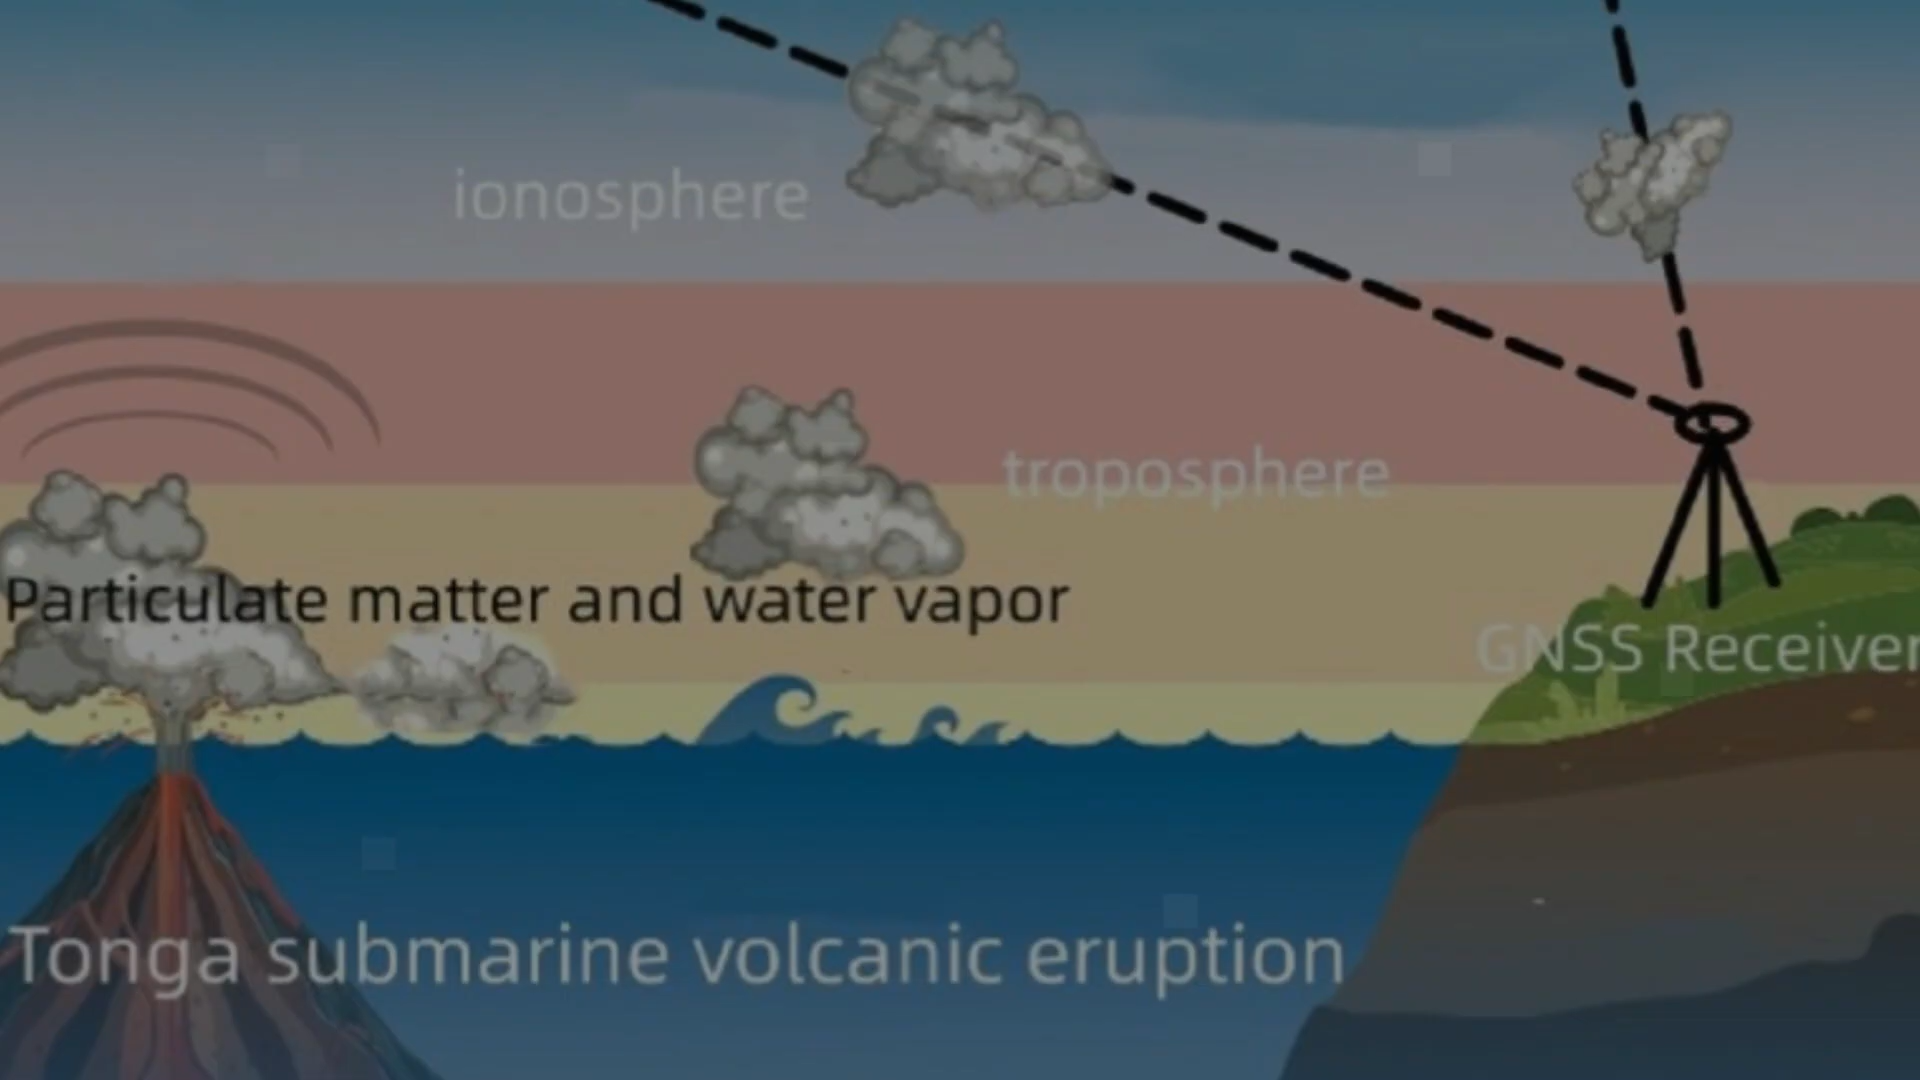 ionosphere
troposphere
Particulate matter and water vapor
GNSS Receiver
Tonga submarine volcanic eruption